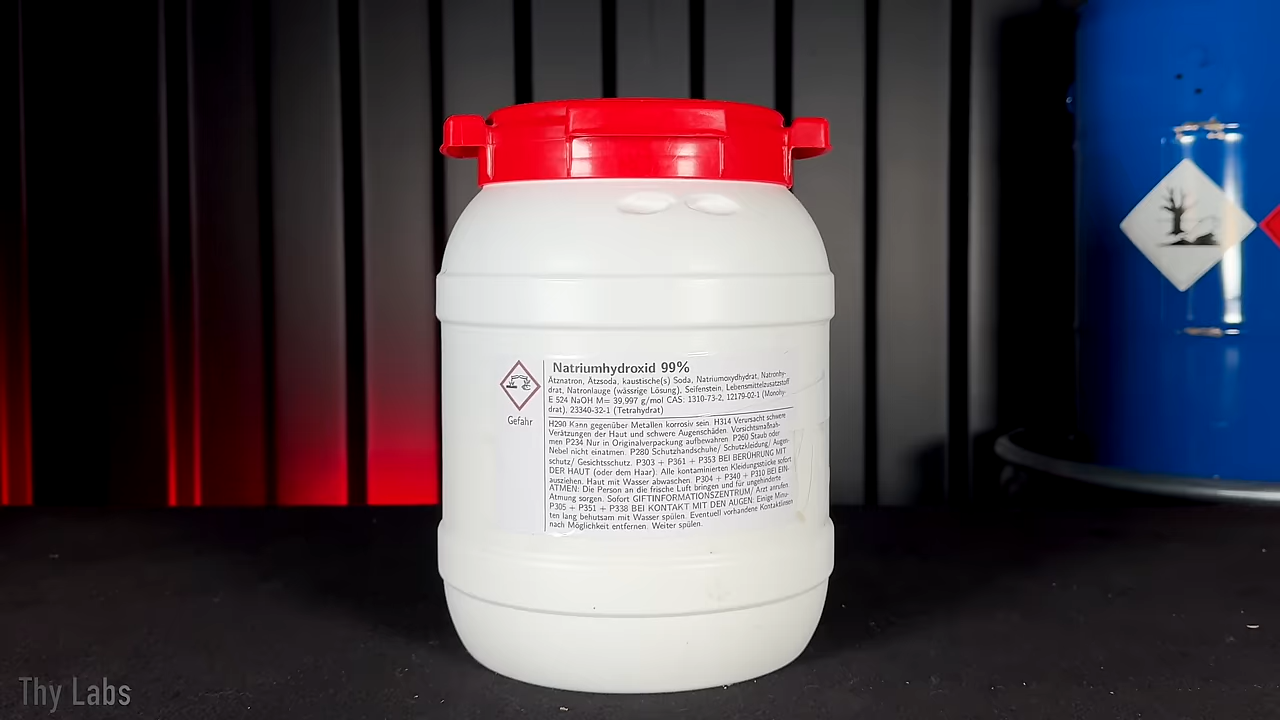 Natriumhydroxid 99%
Ätznatron, Ätzsoda, kaustische(s) Soda, Natriumoxydhydrat, Natronhy-
drat, Natronlauge (wässrige Lösung), Seifenstein, Lebensmittelzusatzstoff
E 524 NaOH M= 39.997 g/mol CAS: 1310-73-2, 12179-02-1 (Monohy-
drat), 23340-32-1 (Tetrahydrat)
Gefahr
H290 Kann gegenüber Metallen korrosiv sein. H314 Verursacht schwere
Verätzungen der Haut und schwere Augenschäden. Vorsichtsmaßnah-
men P234 Nur in Originalverpackung aufbewahren. P260 Staub oder
Nebel nicht einatmen. P280 Schutzhandschuhe/ Schutzkleidung/ Augen-
schutz/ Gesichtsschutz. P303 + P361 + P353 BEI BERÜHRUNG MIT
DER HAUT (oder dem Haar): Alle kontaminierten Kleidungsstücke sofort
ausziehen. Haut mit Wasser abwaschen. P304 + P340 + P310 BEI EIN-
ATMEN: Die Person an die frische Luft bringen und für ungehinderte
Atmung sorgen. Sofort GIFTINFORMATIONSZENTRUM/ Arzt anrufen
P305 + P351 + P338 BEI KONTAKT MIT DEN AUGEN: Einige Minu-
ten lang behutsam mit Wasser spülen. Eventuell vorhandene Kontaktlinsen
nach Möglichkeit entfernen. Weiter spülen.
Thy Labs